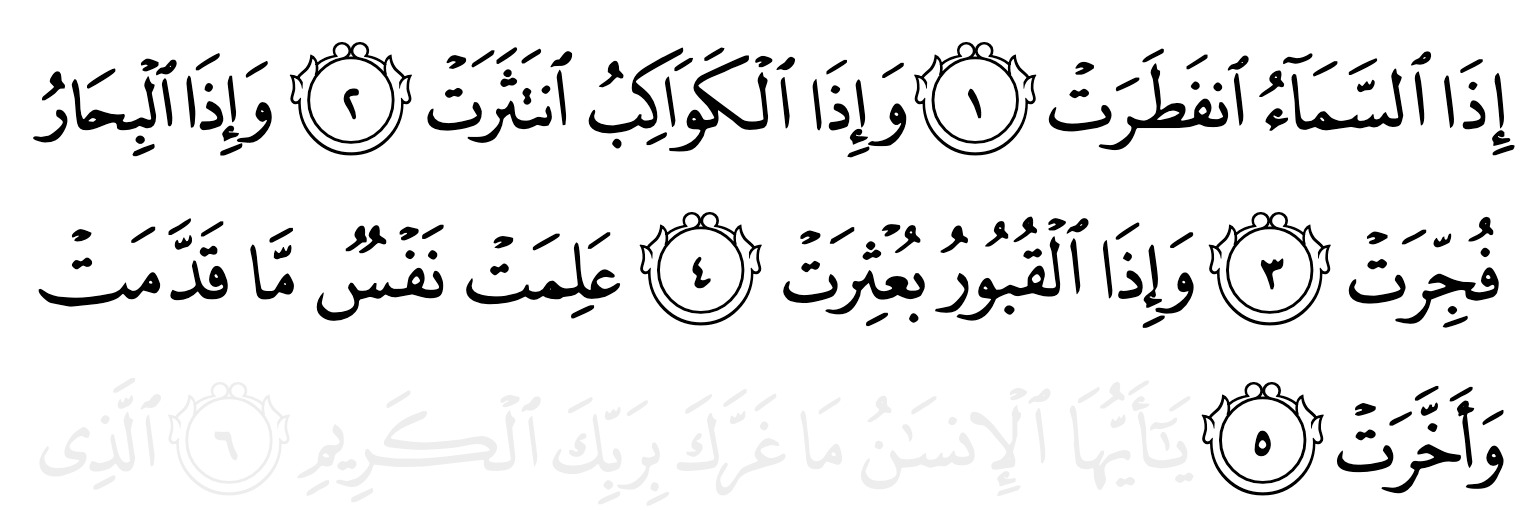 إِذَا ٱلسَّمَآءُ ٱنفَطَرَتۡ ١ وَإِذَا ٱلۡكَوَاكِبُ ٱنتَثَرَتۡ ٢ وَإِذَا ٱلۡبِحَارُ
فُجِّرَتۡ ٣ وَإِذَا ٱلۡقُبُورُ بُعۡثِرَتۡ ٤ عَلِمَتۡ نَفۡسٞ مَّا قَدَّمَتۡ
وَأَخَّرَتۡ ٥ يَٰٓأَيُّهَا ٱلۡإِنسَٰنُ مَا غَرَّكَ بِرَبِّكَ ٱلۡكَرِيمِ ٦ ٱلَّذِي